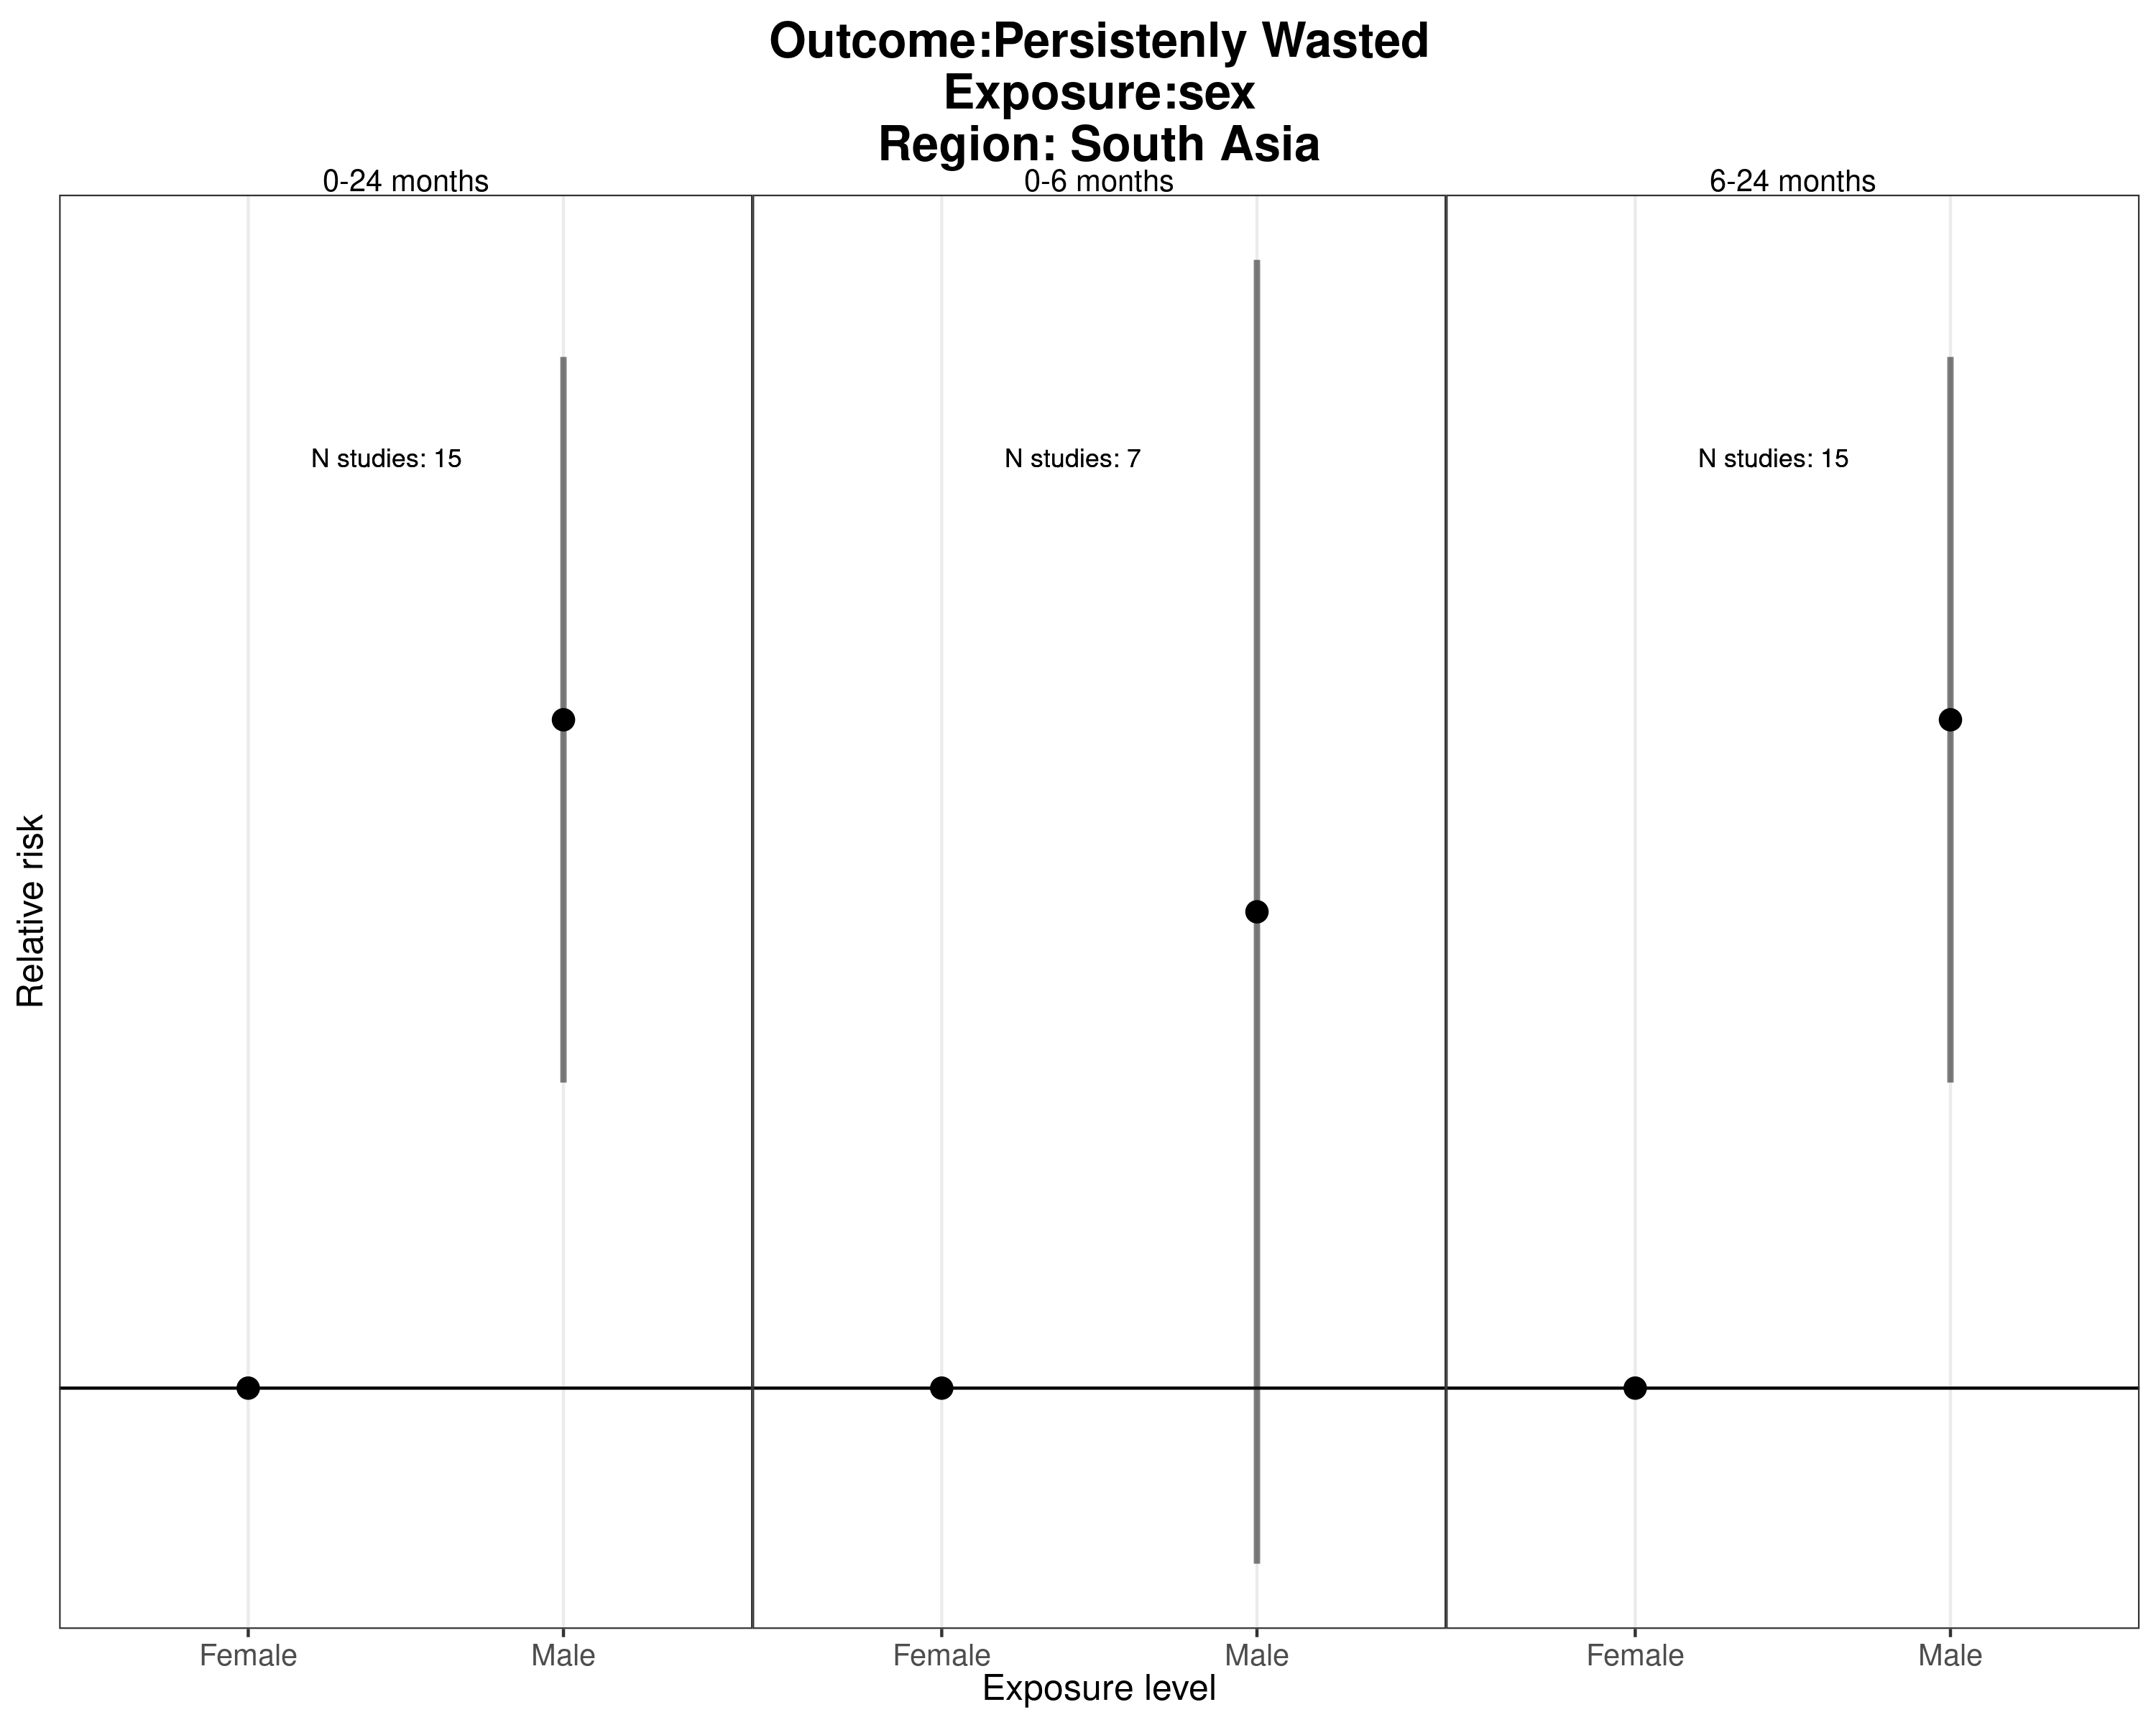 Outcome:Persistenly Wasted
Exposure:sex
Region: South Asia
0-24 months
0-6 months
6-24 months
N studies: 15
N studies: 7
N studies: 15
Relative risk
Female
Male
Female
Male
Female
Male
Exposure level